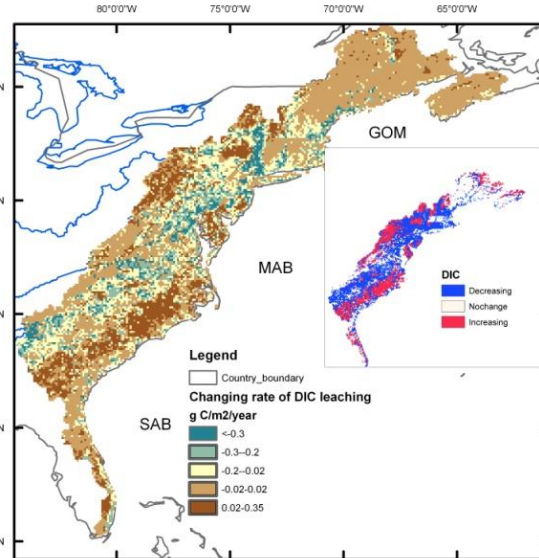 80°0'0"W 75°0'0"W 70°0'0"W 65°0'0"W
GOM
MAB
SAB
DIC
Decreasing
Nochange
Increasing
Legend
Country_boundary
Changing rate of DIC leaching
g C/m2/year
<-0.3
-0.3--0.2
-0.2--0.02
-0.02-0.02
0.02-0.35